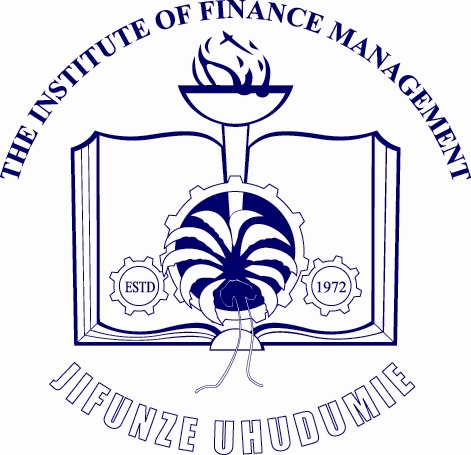 THE INSTITUTE OF FINANCE MANAGEMENT
ESTD
1972
JIFUNZE UHUDUMIE